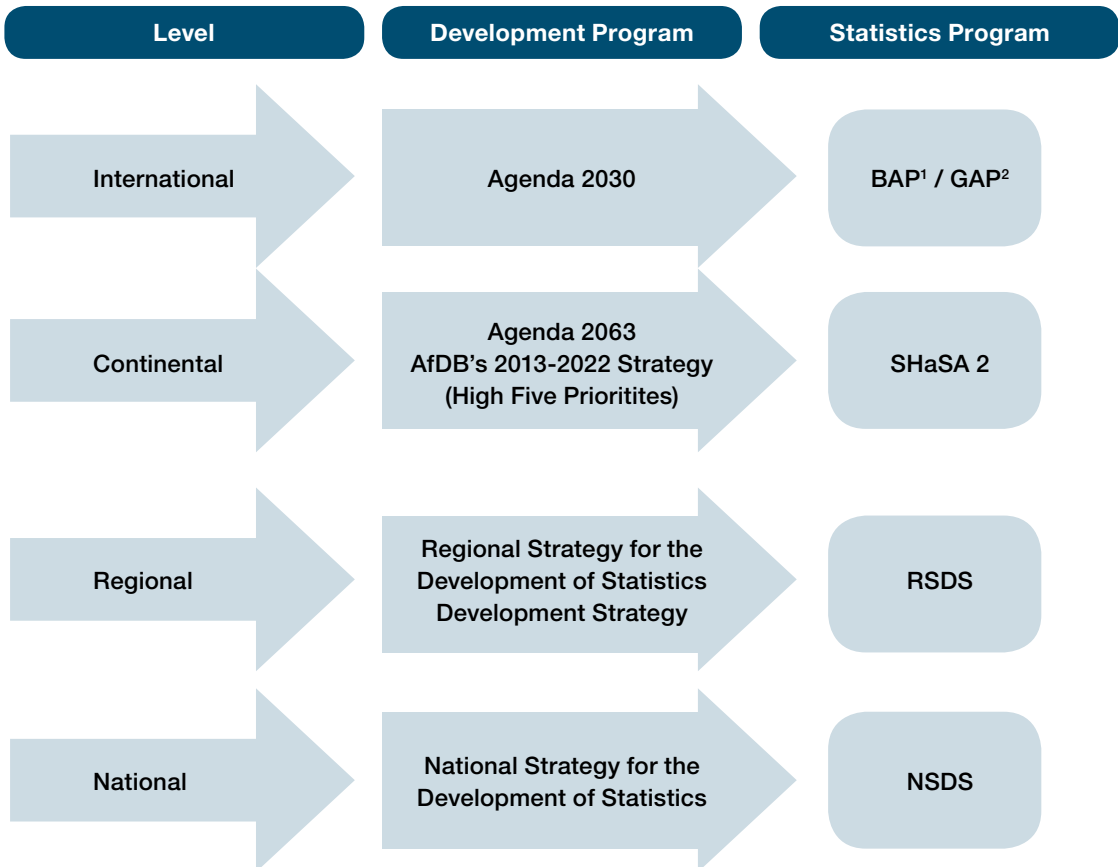 Level
Development Program
Statistics Program
International
Agenda 2030
BAP¹ / GAP²
Continental
Agenda 2063
AfDB's 2013-2022 Strategy
(High Five Prioritites)
SHaSA 2
Regional
Regional Strategy for the
Development of Statistics
Development Strategy
RSDS
National
National Strategy for the
Development of Statistics
NSDS